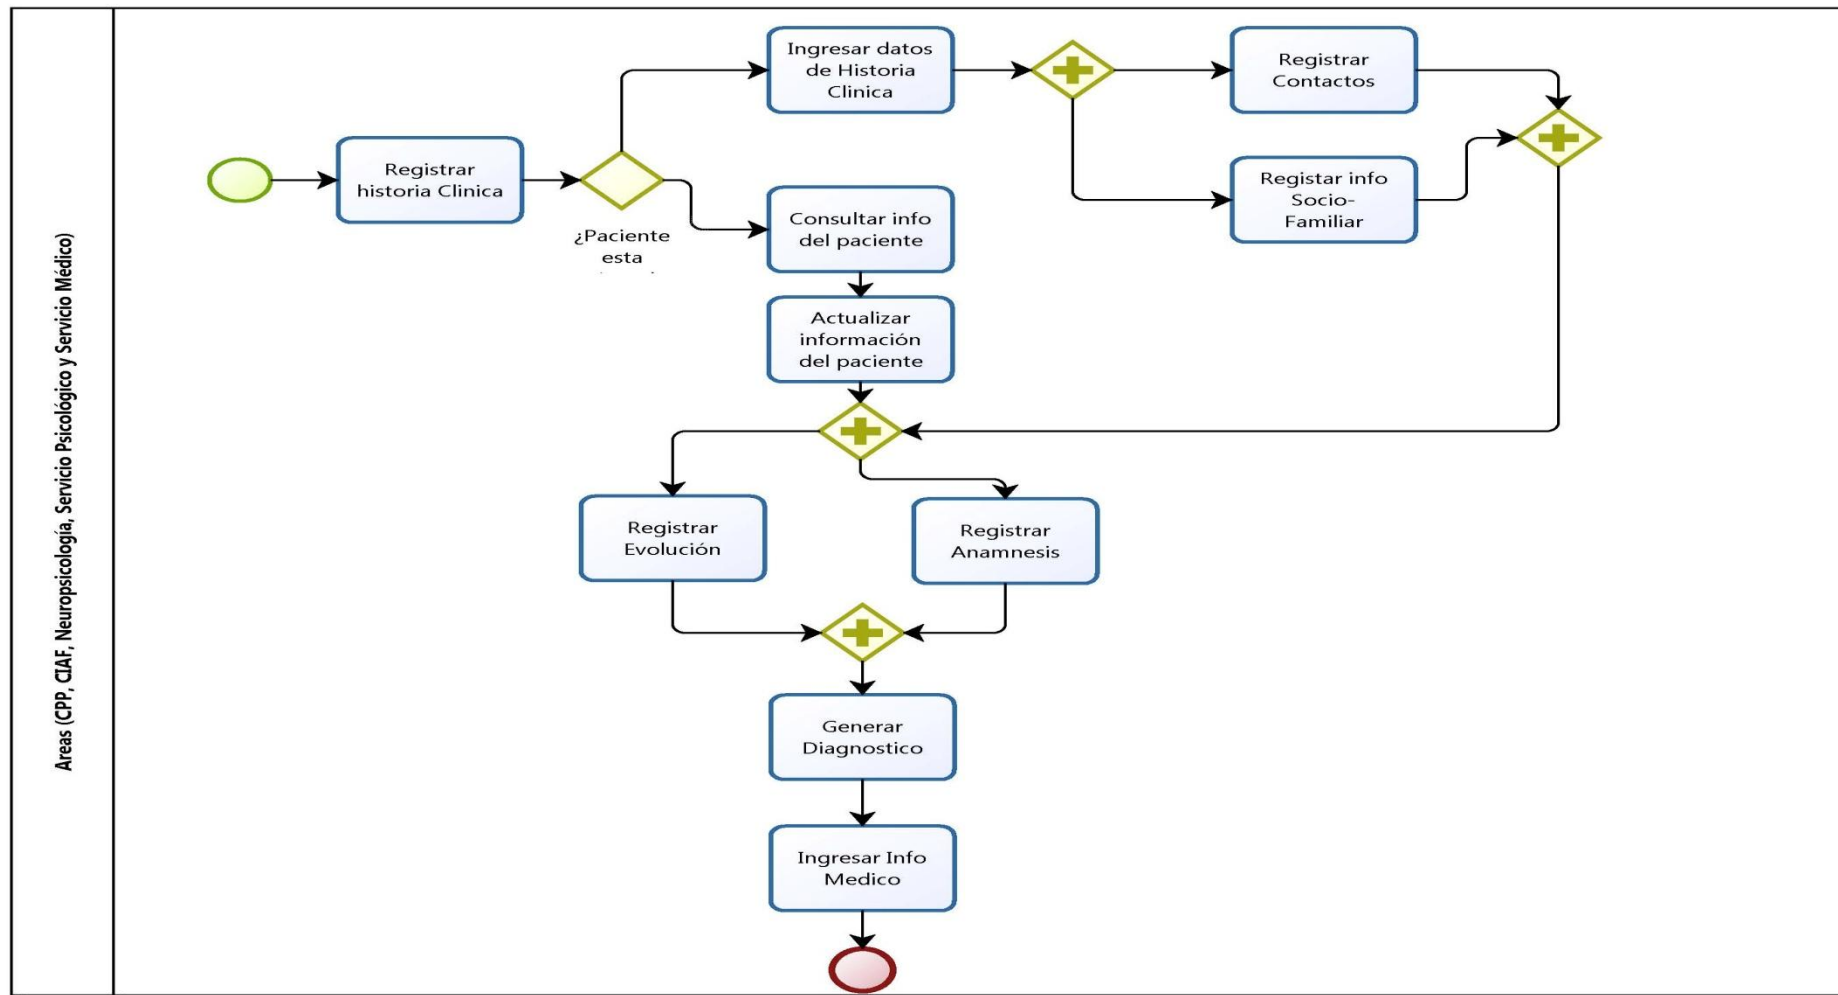 Areas (CPP, CIAF, Neuropsicología, Servicio Psicológico y Servicio Médico)
Registrar
historia Clinica
¿Paciente
esta
Ingresar datos
de Historia
Clinica
Registrar
Contactos
Registar info
Socio-
Familiar
Consultar info
del paciente
Actualizar
información
del paciente
Registrar
Evolución
Registrar
Anamnesis
Generar
Diagnostico
Ingresar Info
Medico